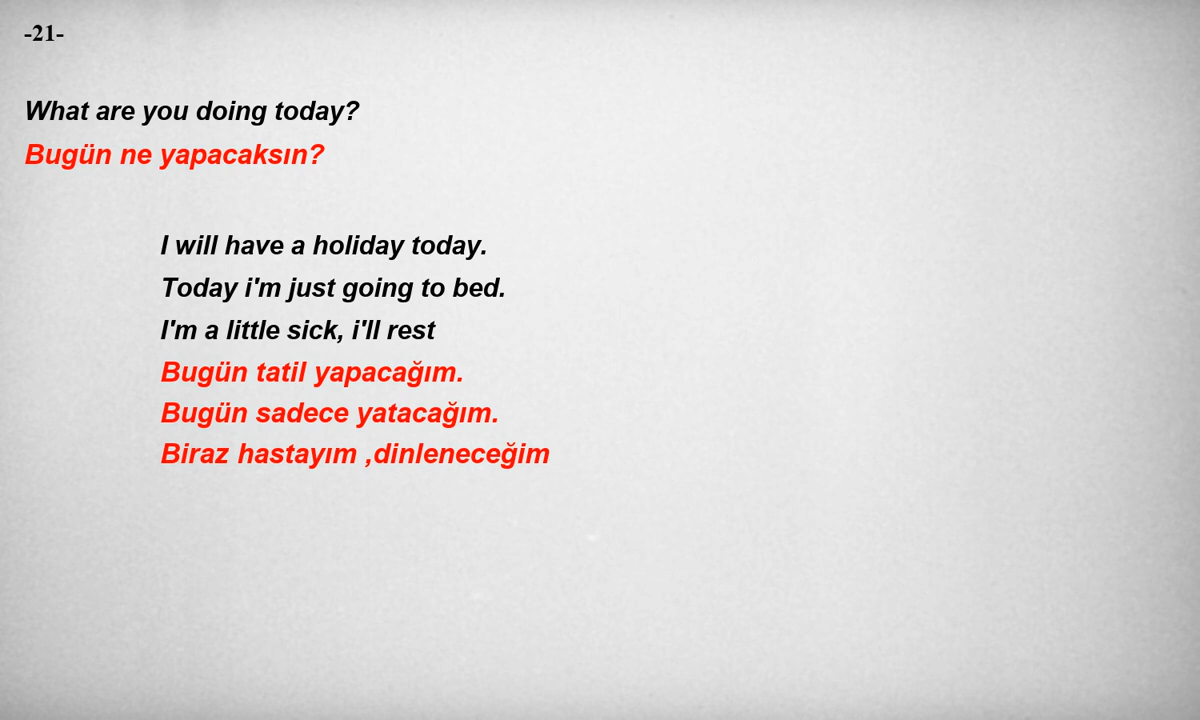 -21-
What are you doing today?
Bugün ne yapacaksın?
I will have a holiday today.
Today i'm just going to bed.
I'm a little sick, i'll rest
Bugün tatil yapacağım.
Bugün sadece yatacağım.
Biraz hastayım ,dinleneceğim